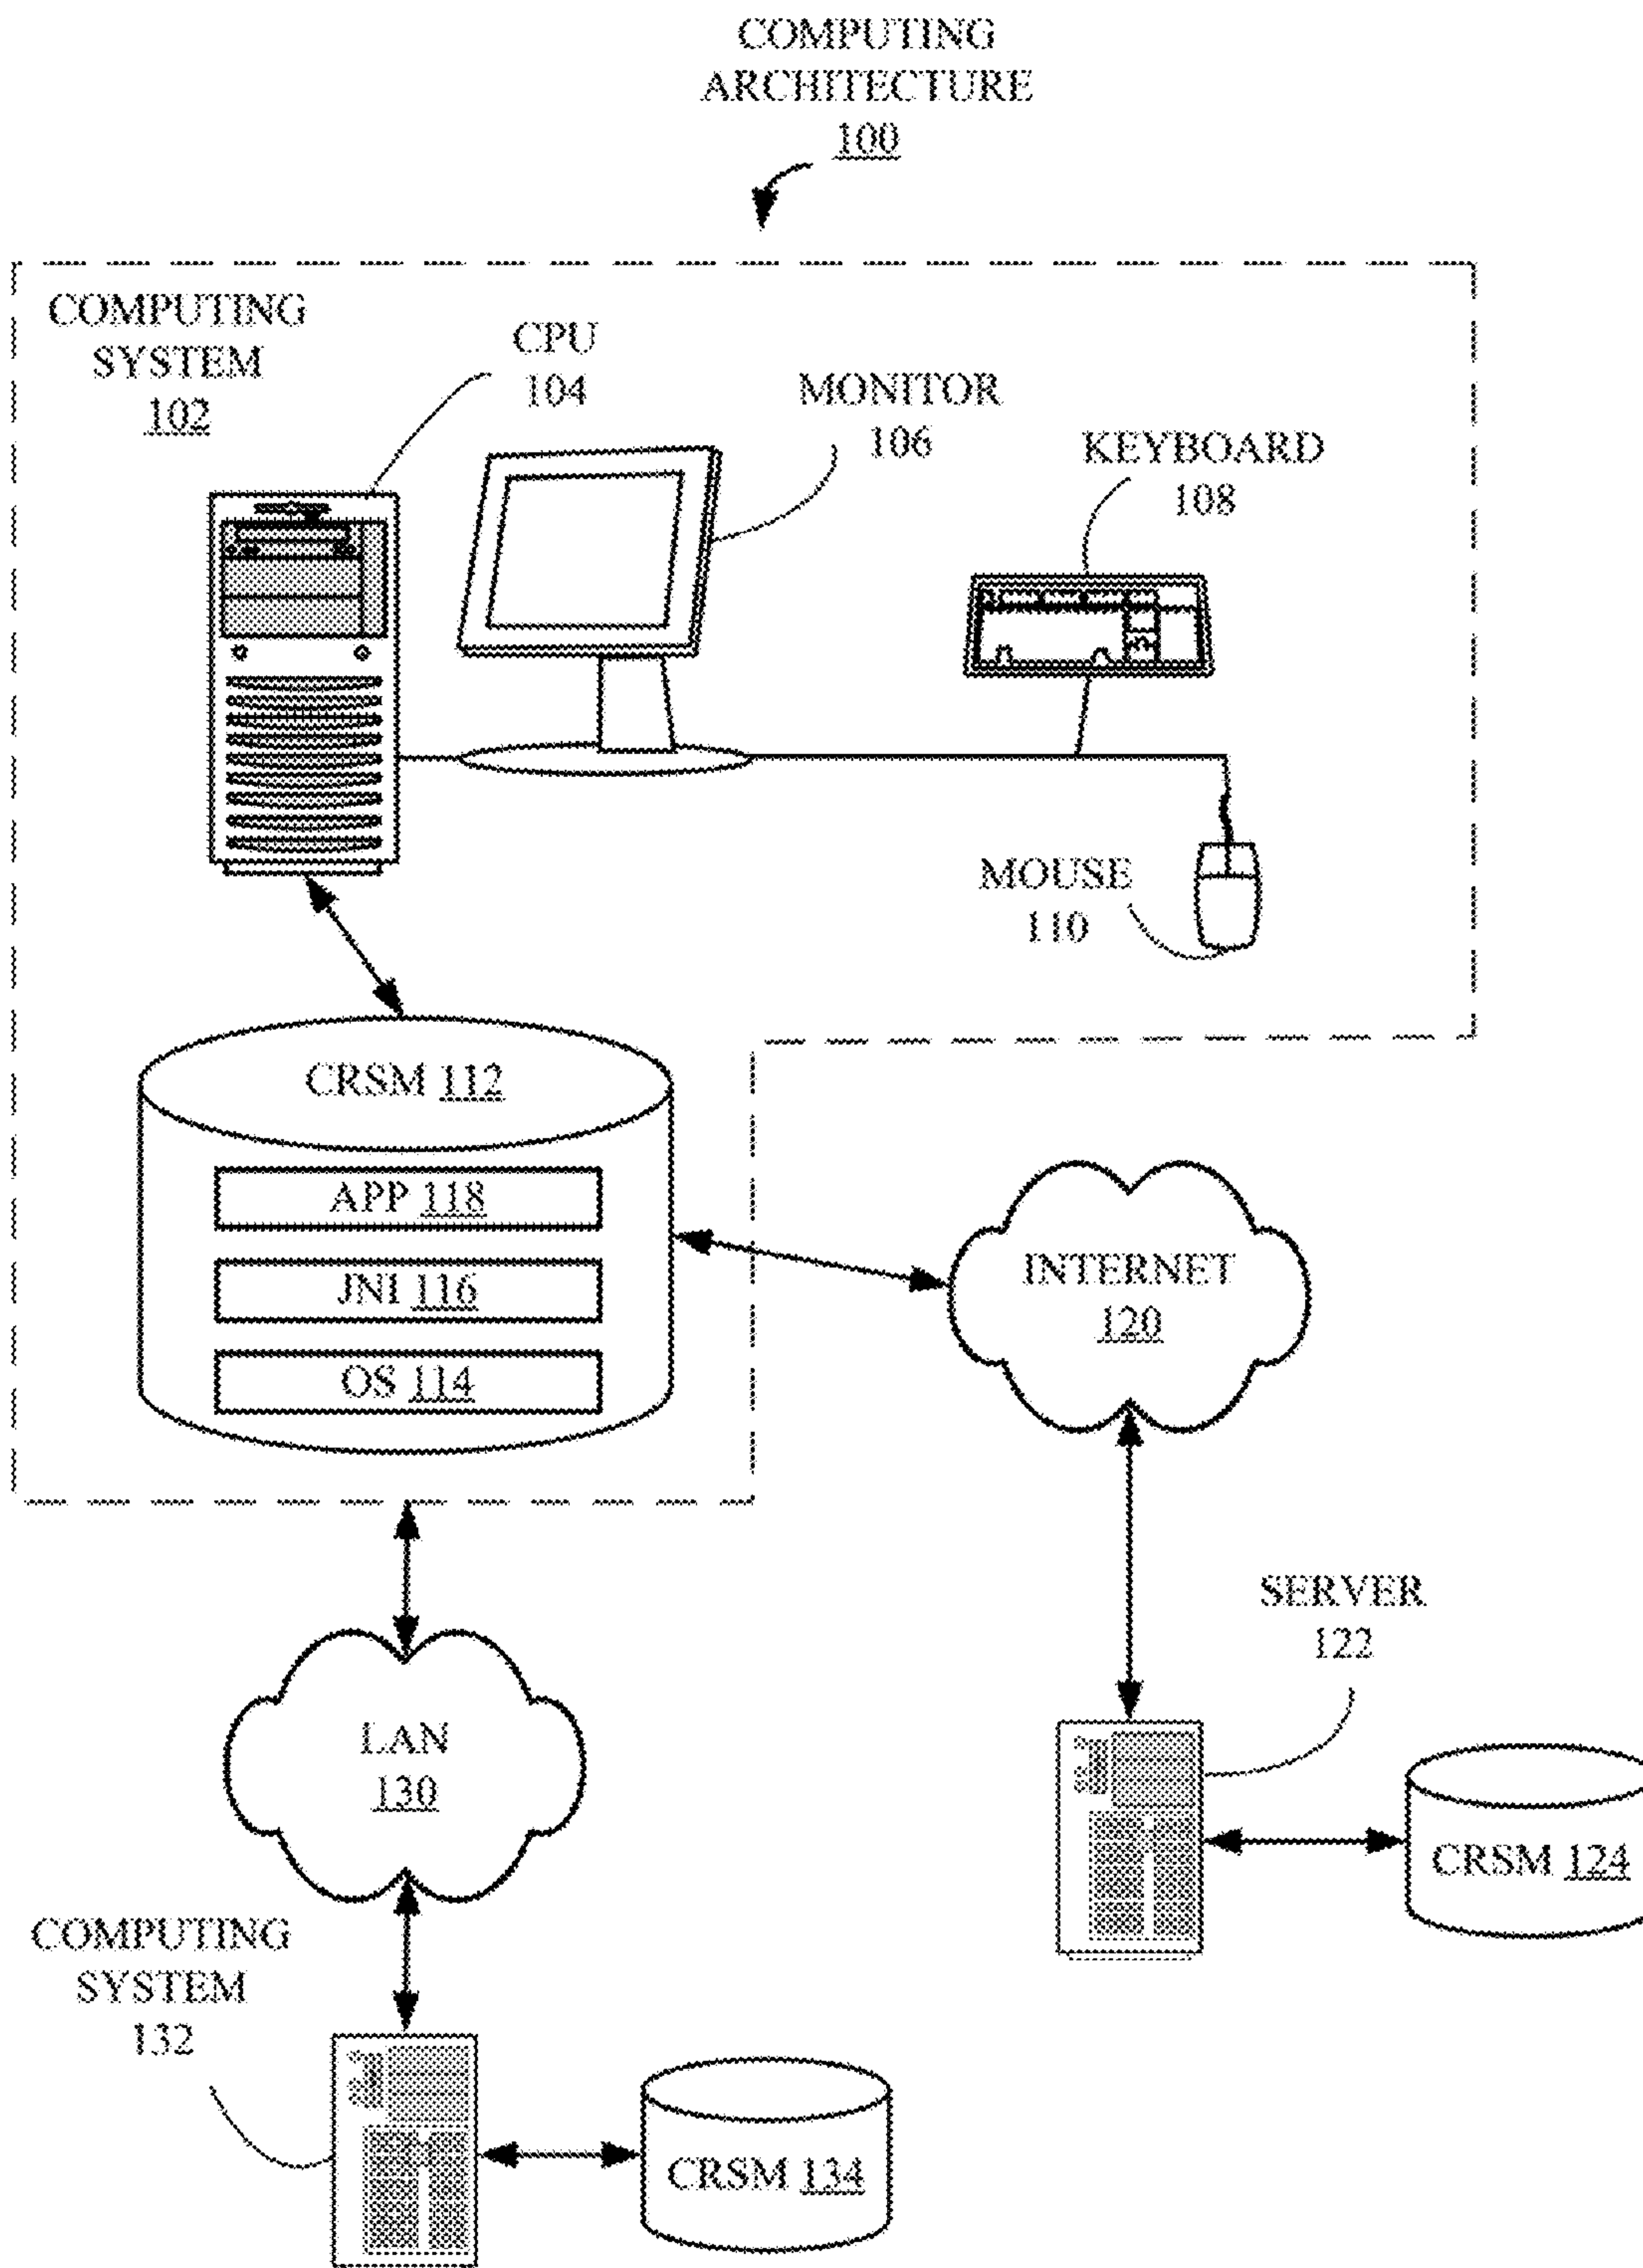 COMPUTING
ARCHITECTURE
100
COMPUTING
SYSTEM
102
CPU
104
MONITOR
106
KEYBOARD
108
MOUSE
110
CRSM 112
APP 118
JNI 116
OS 114
INTERNET
120
SERVER
122
LAN
130
CRSM 124
COMPUTING
SYSTEM
132
CRSM 134